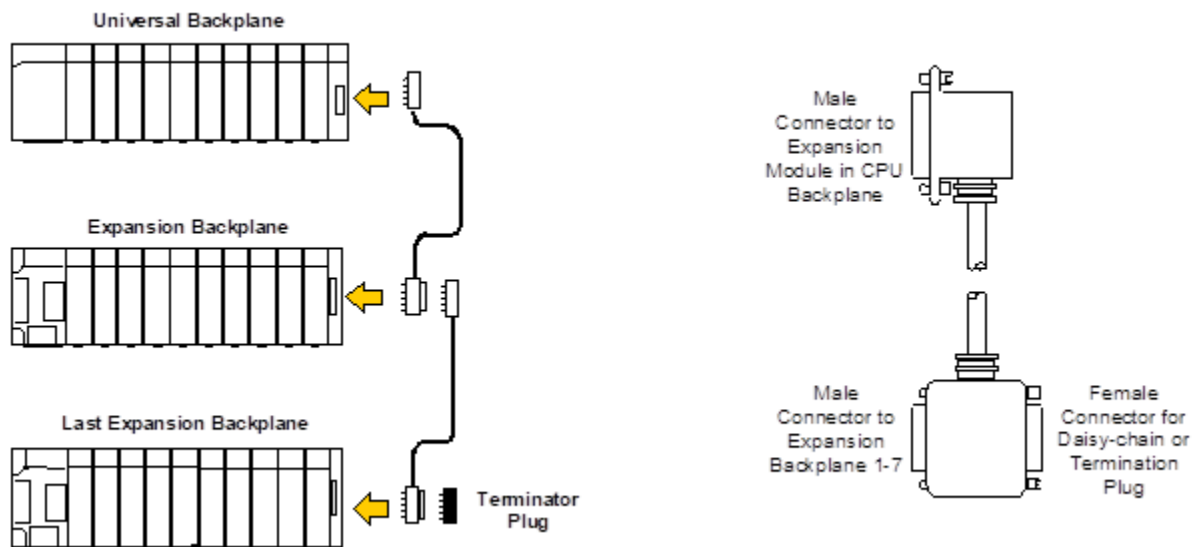 Universal Backplane
Expansion Backplane
Last Expansion Backplane
Terminator
Plug
Male
Connector to
Expansion
Module in CPU
Backplane
Male
Connector to
Expansion
Backplane 1-7
Female
Connector for
Daisy-chain or
Termination
Plug